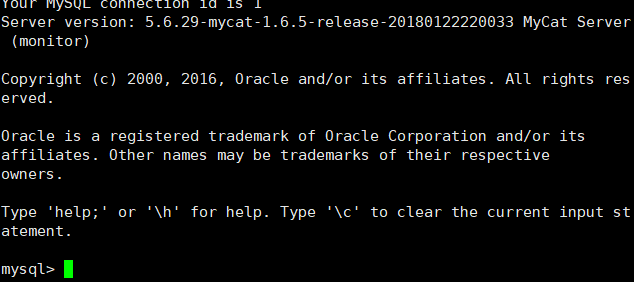 Your MySQL connection id is 1
Server version: 5.6.29-mycat-1.6.5-release-20180122220033 MyCat Server
 (monitor)
Copyright (c) 2000, 2016, Oracle and/or its affiliates. All rights res
erved.
Oracle is a registered trademark of Oracle Corporation and/or its
affiliates. Other names may be trademarks of their respective
owners.
Type 'help;' or '\h' for help. Type '\c' to clear the current input st
atement.
mysql>